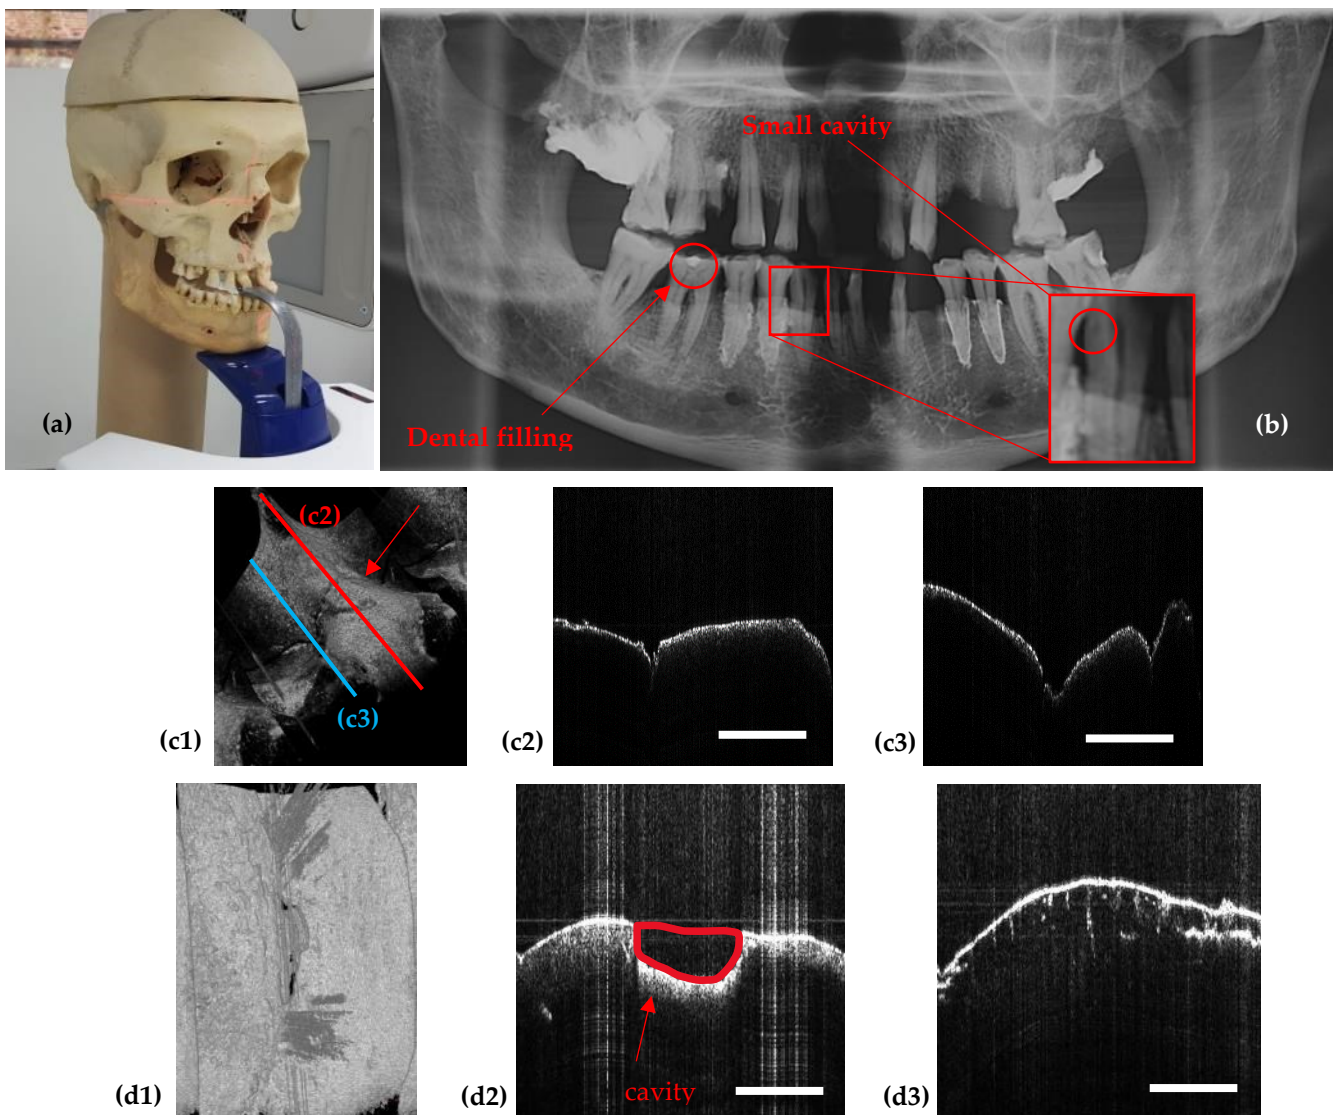 Small cavity
(a)
Dental filling
(b)
(c2)
(c3)
(c1)
(c2)
(c3)
cavity
(d1)
(d2)
(d3)